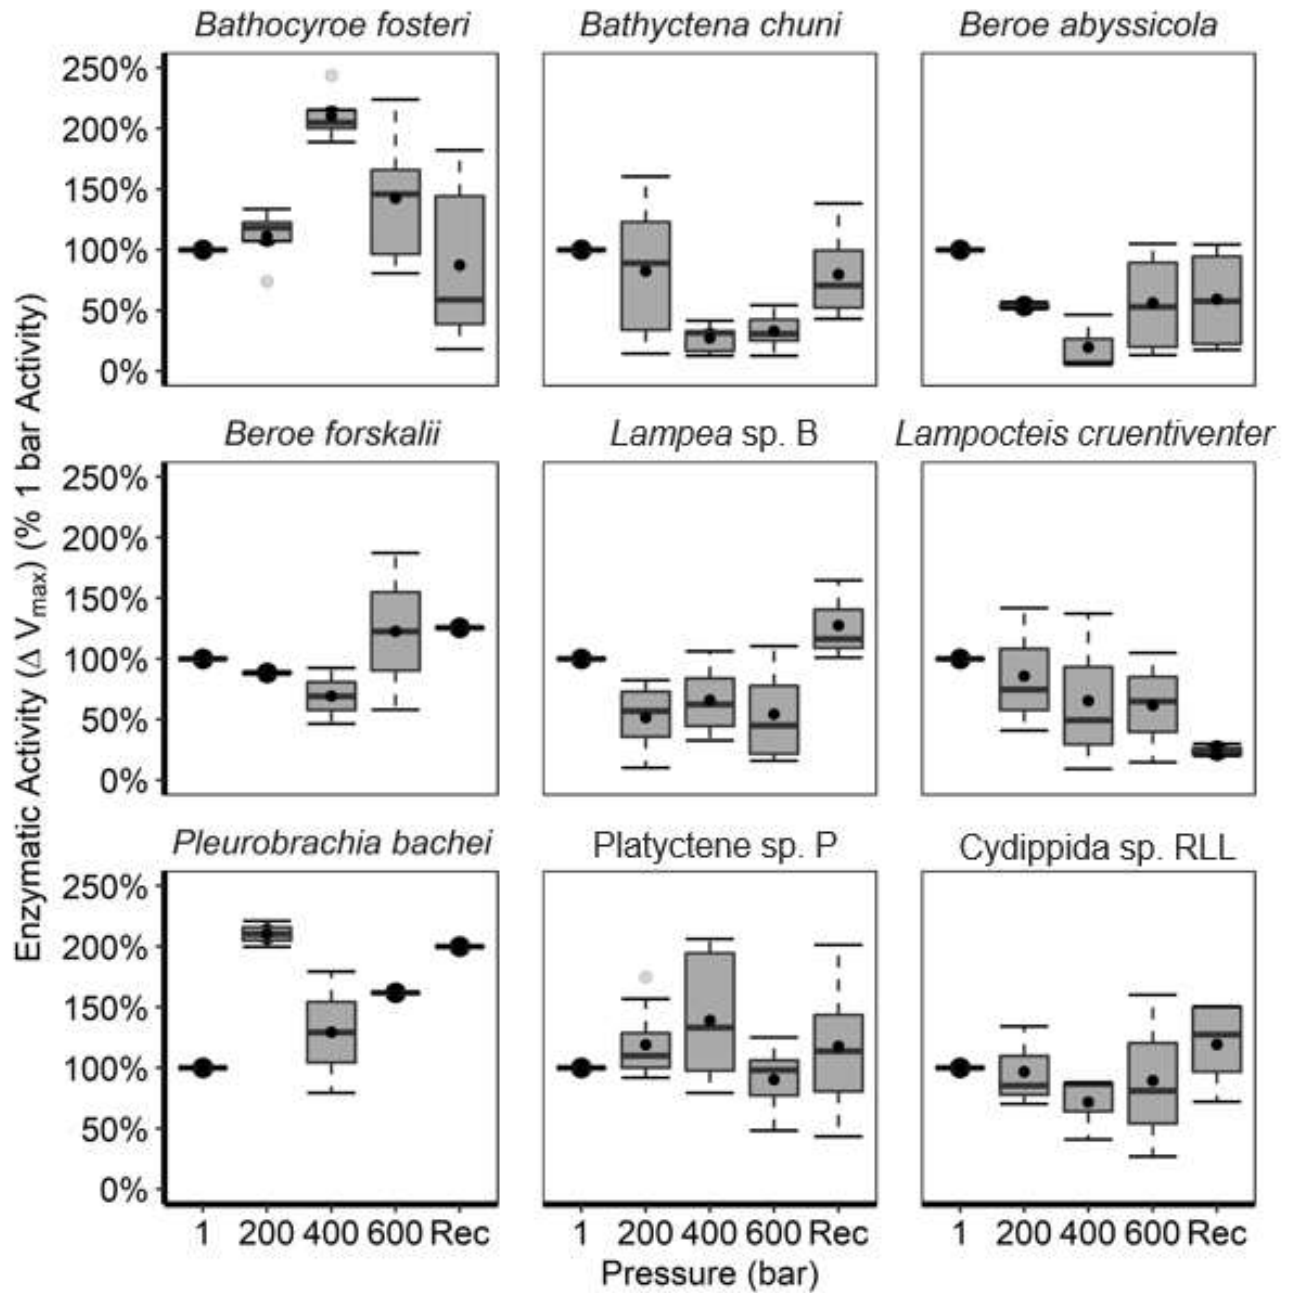 Bathocyroe fosteri
Bathyctena chuni
Beroe abyssicola
250%
200%
150%
100%
50%
0%
Beroe forskalii
Lampea sp. B
Lampocteis cruentiventer
250%
200%
150%
100%
50%
0%
Pleurobrachia bachei
Platyctene sp. P
Cydippida sp. RLL
250%
200%
150%
100%
50%
0%
Enzymatic Activity (Δ Vmax) (% 1 bar Activity)
1 200 400 600 Rec
1 200 400 600 Rec
1 200 400 600 Rec
Pressure (bar)